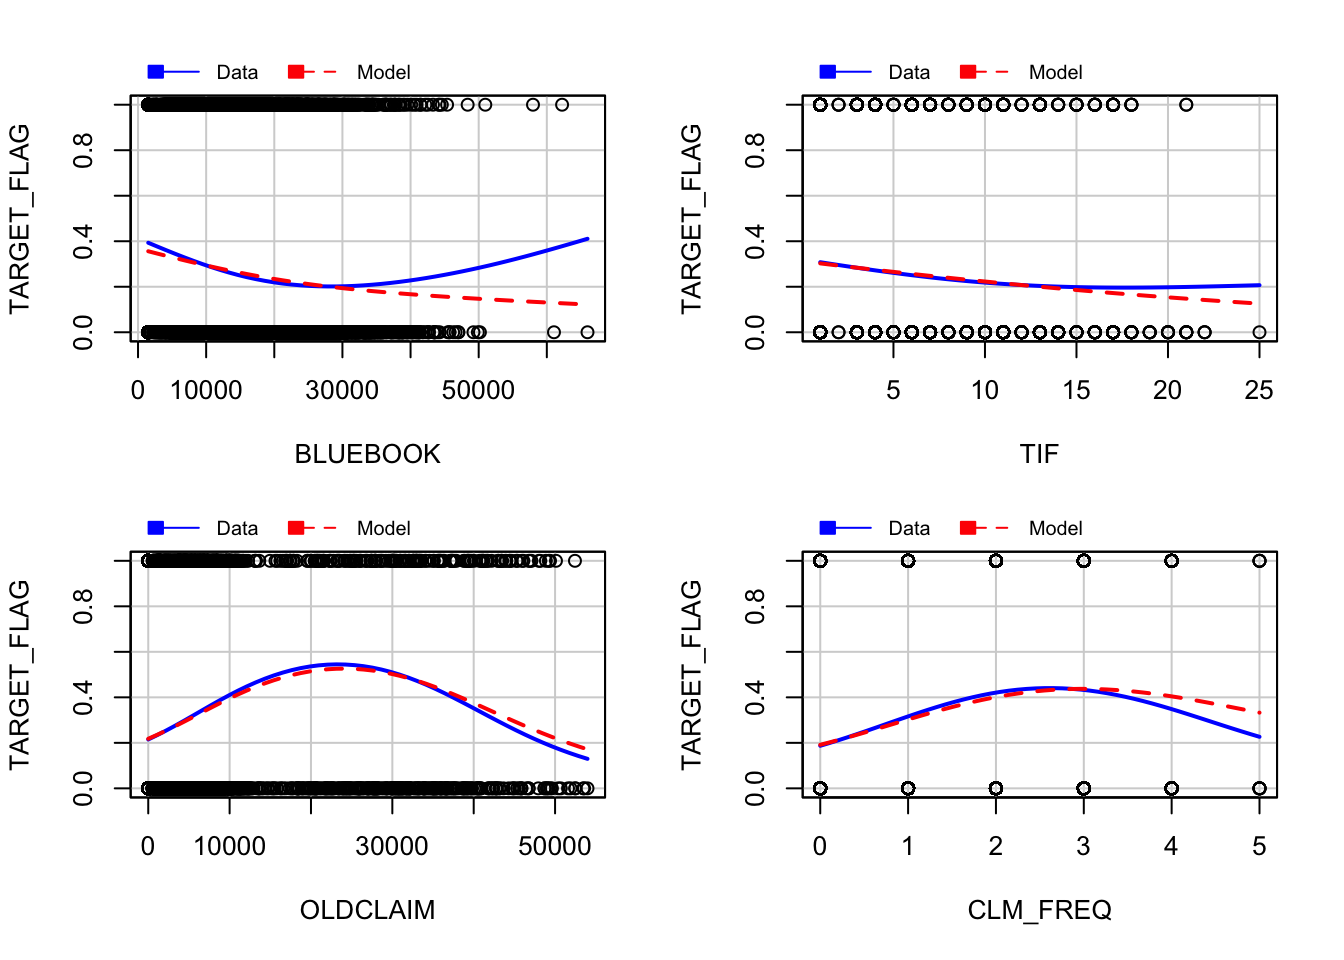 Data Model
TARGET_FLAG
0.0 0.4 0.8
0 10000 30000 50000
BLUEBOOK
Data Model
TARGET_FLAG
0.0 0.4 0.8
5 10 15 20 25
TIF
Data Model
TARGET_FLAG
0.0 0.4 0.8
0 10000 30000 50000
OLDCLAIM
Data Model
TARGET_FLAG
0.0 0.4 0.8
0 1 2 3 4 5
CLM_FREQ